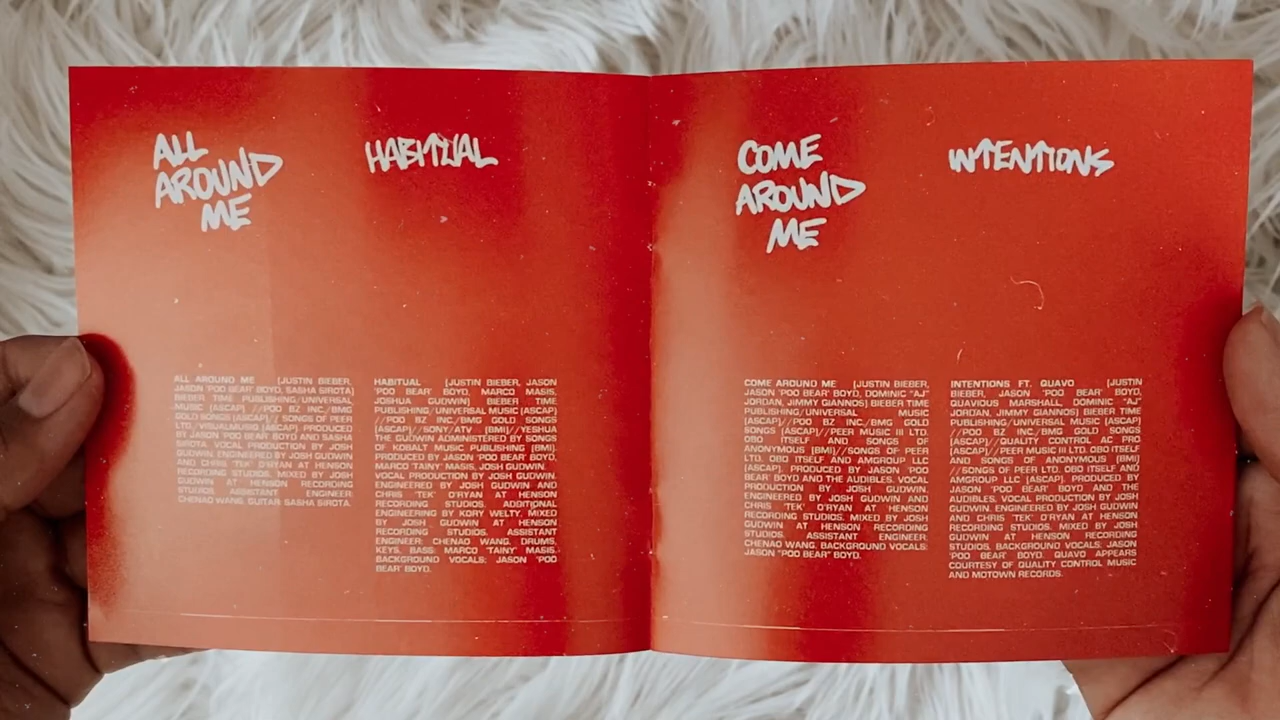 ALL
AROUND
ME
ALL AROUND ME [JUSTIN BIEBER,
JASON 'POO BEAR' BOYD, SASHA SIROTA]
BIEBER TIME PUBLISHING/UNIVERSAL
MUSIC [ASCAP] //POO BZ INC./BMG
GOLD SONGS [ASCAP]// SONGS OF PEER
LTD./VISUALMUSIQ [ASCAP]. PRODUCED
BY JASON 'POO BEAR' BOYD AND SASHA
SIROTA. VOCAL PRODUCTION BY JOSH
GUDWIN. ENGINEERED BY JOSH GUDWIN
AND CHRIS 'TEK' O'RYAN AT HENSON
RECORDING STUDIOS. MIXED BY JOSH
GUDWIN AT HENSON RECORDING
STUDIOS. ASSISTANT ENGINEER:
CHENAO WANG. GUITAR: SASHA SIROTA.
HABITUAL
HABITUAL [JUSTIN BIEBER, JASON
'POO BEAR' BOYD, MARCO MASIS,
JOSHUA GUDWIN] BIEBER TIME
PUBLISHING/UNIVERSAL MUSIC [ASCAP]
//POO BZ INC./BMG GOLD SONGS
[ASCAP]//SONY/ATV [BMI]//YESHUA
THE GUDWIN ADMINISTERED BY SONGS
OF KOBALT MUSIC PUBLISHING [BMI].
PRODUCED BY JASON 'POO BEAR' BOYD,
MARCO 'TAINY' MASIS, JOSH GUDWIN.
VOCAL PRODUCTION BY JOSH GUDWIN.
ENGINEERED BY JOSH GUDWIN AND
CHRIS 'TEK' O'RYAN AT HENSON
RECORDING STUDIOS. ADDITIONAL
ENGINEERING BY KORY WELTY. MIXED
BY JOSH GUDWIN AT HENSON
RECORDING STUDIOS. ASSISTANT
ENGINEER: CHENAO WANG. DRUMS,
KEYS, BASS: MARCO 'TAINY' MASIS.
BACKGROUND VOCALS: JASON 'POO
BEAR' BOYD.
COME
AROUND
ME
COME AROUND ME [JUSTIN BIEBER,
JASON 'POO BEAR' BOYD, DOMINIC "AJ"
JORDAN, JIMMY GIANNOS] BIEBER TIME
PUBLISHING/UNIVERSAL MUSIC
[ASCAP]//POO BZ INC./BMG GOLD
SONGS [ASCAP]//PEER MUSIC III LTD.
OBO ITSELF AND SONGS OF
ANONYMOUS [BMI]//SONGS OF PEER
LTD. OBO ITSELF AND AMGROUP LLC
[ASCAP]. PRODUCED BY JASON 'POO
BEAR' BOYD AND THE AUDIBLES. VOCAL
PRODUCTION BY JOSH GUDWIN.
ENGINEERED BY JOSH GUDWIN AND
CHRIS 'TEK' O'RYAN AT HENSON
RECORDING STUDIOS. MIXED BY JOSH
GUDWIN AT HENSON RECORDING
STUDIOS. ASSISTANT ENGINEER:
CHENAO WANG. BACKGROUND VOCALS:
JASON "POO BEAR" BOYD.
INTENTIONS
INTENTIONS FT. QUAVO [JUSTIN
BIEBER, JASON 'POO BEAR' BOYD,
QUAVIOUS MARSHALL, DOMINIC "AJ"
JORDAN, JIMMY GIANNOS] BIEBER TIME
PUBLISHING/UNIVERSAL MUSIC [ASCAP]
//POO BZ INC./BMG GOLD SONGS
[ASCAP]//QUALITY CONTROL AC PRO
[ASCAP]//PEER MUSIC III LTD. OBO ITSELF
AND SONGS OF ANONYMOUS [BMI]
//SONGS OF PEER LTD. OBO ITSELF AND
AMGROUP LLC [ASCAP]. PRODUCED BY
JASON 'POO BEAR' BOYD AND THE
AUDIBLES. VOCAL PRODUCTION BY JOSH
GUDWIN. ENGINEERED BY JOSH GUDWIN
AND CHRIS 'TEK' O'RYAN AT HENSON
RECORDING STUDIOS. MIXED BY JOSH
GUDWIN AT HENSON RECORDING
STUDIOS. BACKGROUND VOCALS: JASON
'POO BEAR' BOYD. QUAVO APPEARS
COURTESY OF QUALITY CONTROL MUSIC
AND MOTOWN RECORDS.